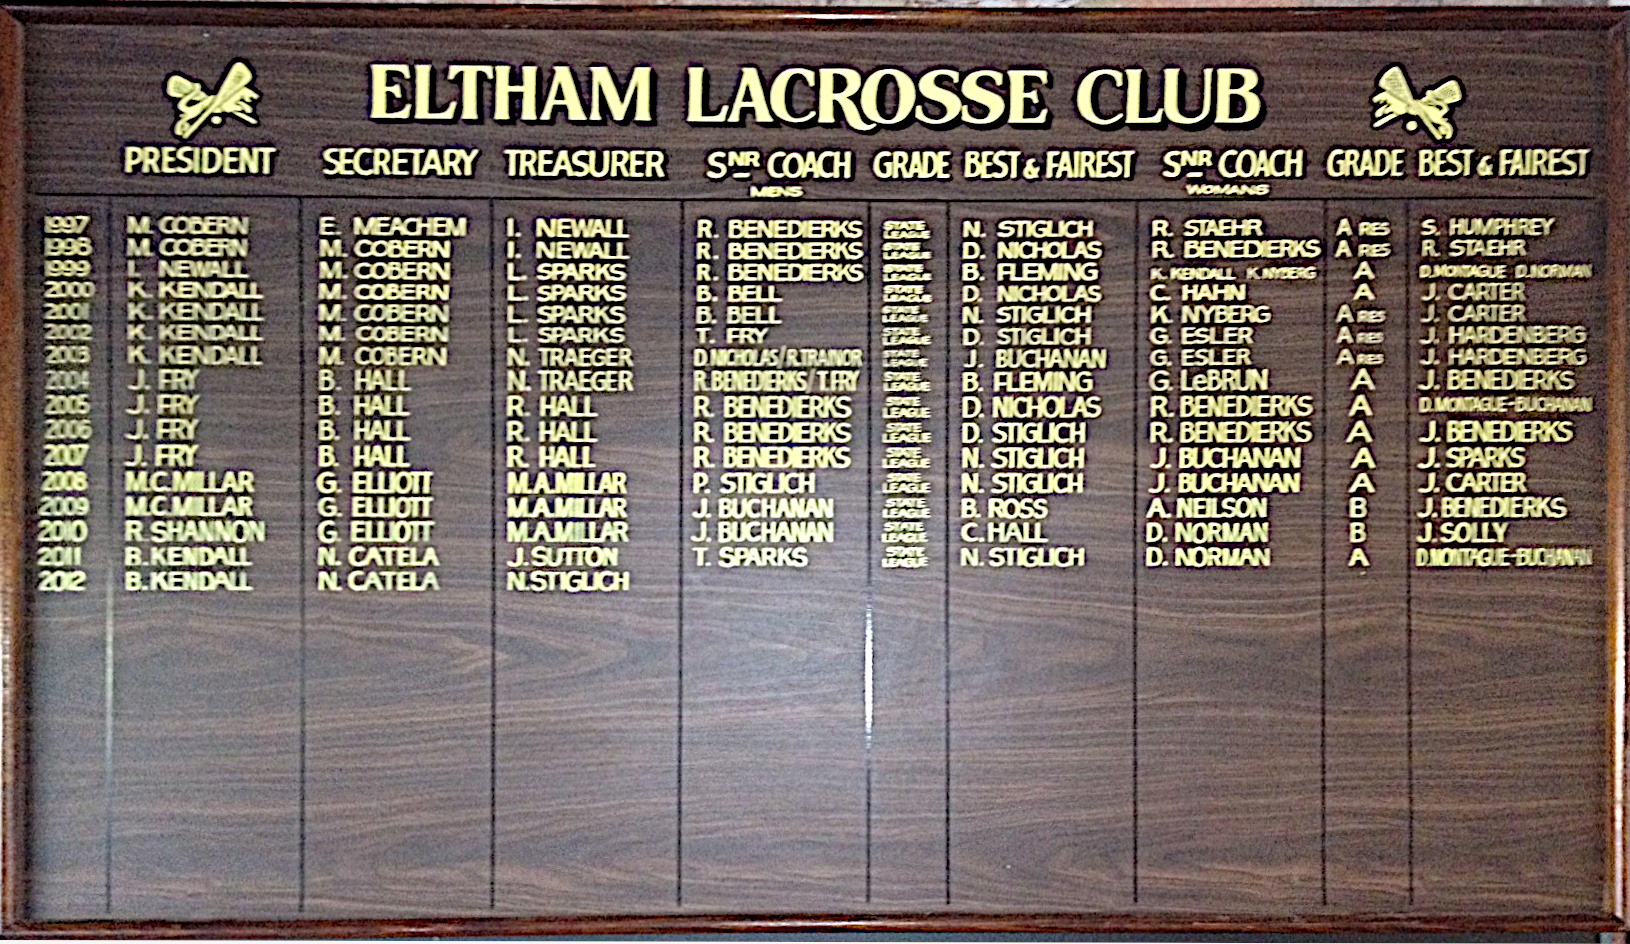 ELTHAM LACROSSE CLUB
PRESIDENT SECRETARY TREASURER SNR COACH MENS GRADE BEST & FAIREST SNR COACH WOMANS GRADE BEST & FAIREST
1997 M. COBERN E. MEACHEM I. NEWALL R. BENEDIERKS STATE LEAGUE N. STIGLICH R. STAEHR A RES S. HUMPHREY
1998 M. COBERN M. COBERN I. NEWALL R. BENEDIERKS STATE LEAGUE D. NICHOLAS R. BENEDIERKS A RES R. STAEHR
1999 I. NEWALL M. COBERN L. SPARKS R. BENEDIERKS STATE LEAGUE B. FLEMING K. KENDALL K. NYBERG A D.MONTAGUE D.NORMAN
2000 K. KENDALL M. COBERN L. SPARKS B. BELL STATE LEAGUE D. NICHOLAS C. HAHN A J. CARTER
2001 K. KENDALL M. COBERN L. SPARKS B. BELL STATE LEAGUE N. STIGLICH K. NYBERG A RES J. CARTER
2002 K. KENDALL M. COBERN L. SPARKS T. FRY STATE LEAGUE D. STIGLICH G. ESLER A RES J. HARDENBERG
2003 K. KENDALL M. COBERN N. TRAEGER D.NICHOLAS/R.TRAINOR STATE LEAGUE J. BUCHANAN G. ESLER A RES J. HARDENBERG
2004 J. FRY B. HALL N. TRAEGER R.BENEDIERKS/T.FRY STATE LEAGUE B. FLEMING G. LeBRUN A J. BENEDIERKS
2005 J. FRY B. HALL R. HALL R. BENEDIERKS STATE LEAGUE D. NICHOLAS R. BENEDIERKS A D.MONTAGUE-BUCHANAN
2006 J. FRY B. HALL R. HALL R. BENEDIERKS STATE LEAGUE D. STIGLICH R. BENEDIERKS A J. BENEDIERKS
2007 J. FRY B. HALL R. HALL R. BENEDIERKS STATE LEAGUE N. STIGLICH J. BUCHANAN A J. SPARKS
2008 M.C.MILLAR G. ELLIOTT M.A.MILLAR P. STIGLICH STATE LEAGUE N. STIGLICH J. BUCHANAN A J. CARTER
2009 M.C.MILLAR G. ELLIOTT M.A.MILLAR J. BUCHANAN STATE LEAGUE B. ROSS A. NEILSON B J. BENEDIERKS
2010 R. SHANNON G. ELLIOTT M.A.MILLAR J. BUCHANAN STATE LEAGUE C. HALL D. NORMAN B J. SOLLY
2011 B. KENDALL N. CATELA J. SUTTON T. SPARKS STATE LEAGUE N. STIGLICH D. NORMAN A D.MONTAGUE-BUCHANAN
2012 B. KENDALL N. CATELA N. STIGLICH